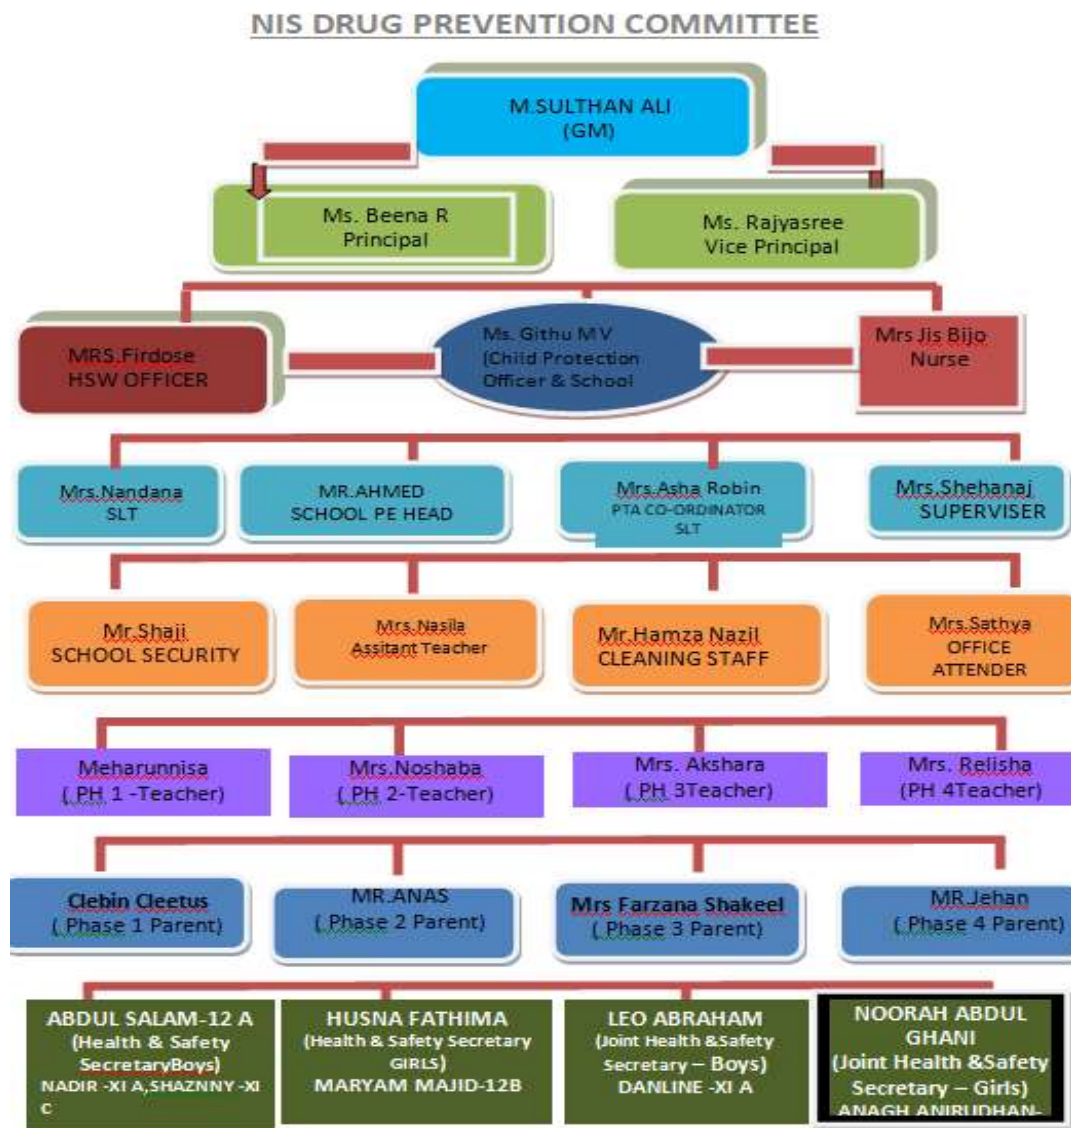 NIS DRUG PREVENTION COMMITTEE
M.SULTHAN ALI
(GM)
Ms. Beena R
Principal
Ms. Rajyasree
Vice Principal
MRS.Firdose
HSW OFFICER
Ms. Githu M V
(Child Protection
Officer & School
Mrs Jis Bijo
Nurse
Mrs.Nandana
SLT
MR.AHMED
SCHOOL PE HEAD
Mrs.Asha Robin
PTA CO-ORDINATOR
SLT
Mrs.Shehanaj
SUPERVISER
Mr.Shaji
SCHOOL SECURITY
Mrs.Nasila
Assitant Teacher
Mr.Hamza Nazil
CLEANING STAFF
Mrs.Sathya
OFFICE
ATTENDER
Meharunnisa
( PH 1 -Teacher)
Mrs.Noshaba
( PH 2-Teacher)
Mrs. Akshara
( PH 3Teacher)
Mrs. Relisha
(PH 4Teacher)
Clebin Cleetus
( Phase 1 Parent)
MR.ANAS
( Phase 2 Parent)
Mrs Farzana Shakeel
( Phase 3 Parent)
MR.Jehan
( Phase 4 Parent)
ABDUL SALAM-12 A
(Health & Safety
SecretaryBoys)
NADIR -XI A,SHAZNNY -XI
C
HUSNA FATHIMA
(Health & Safety Secretary
GIRLS)
MARYAM MAJID-12B
LEO ABRAHAM
(Joint Health &Safety
Secretary – Boys)
DANLINE -XI A
NOORAH ABDUL
GHANI
(Joint Health &Safety
Secretary – Girls)
ANAGH ANIRUDHAN-